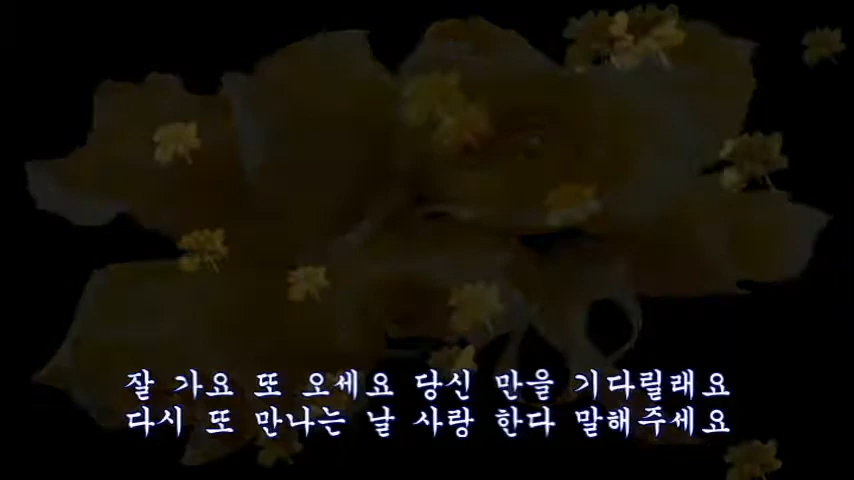 잘 가요 또 오세요 당신 만을 기다릴래요
다시 또 만나는 날 사랑 한다 말해주세요